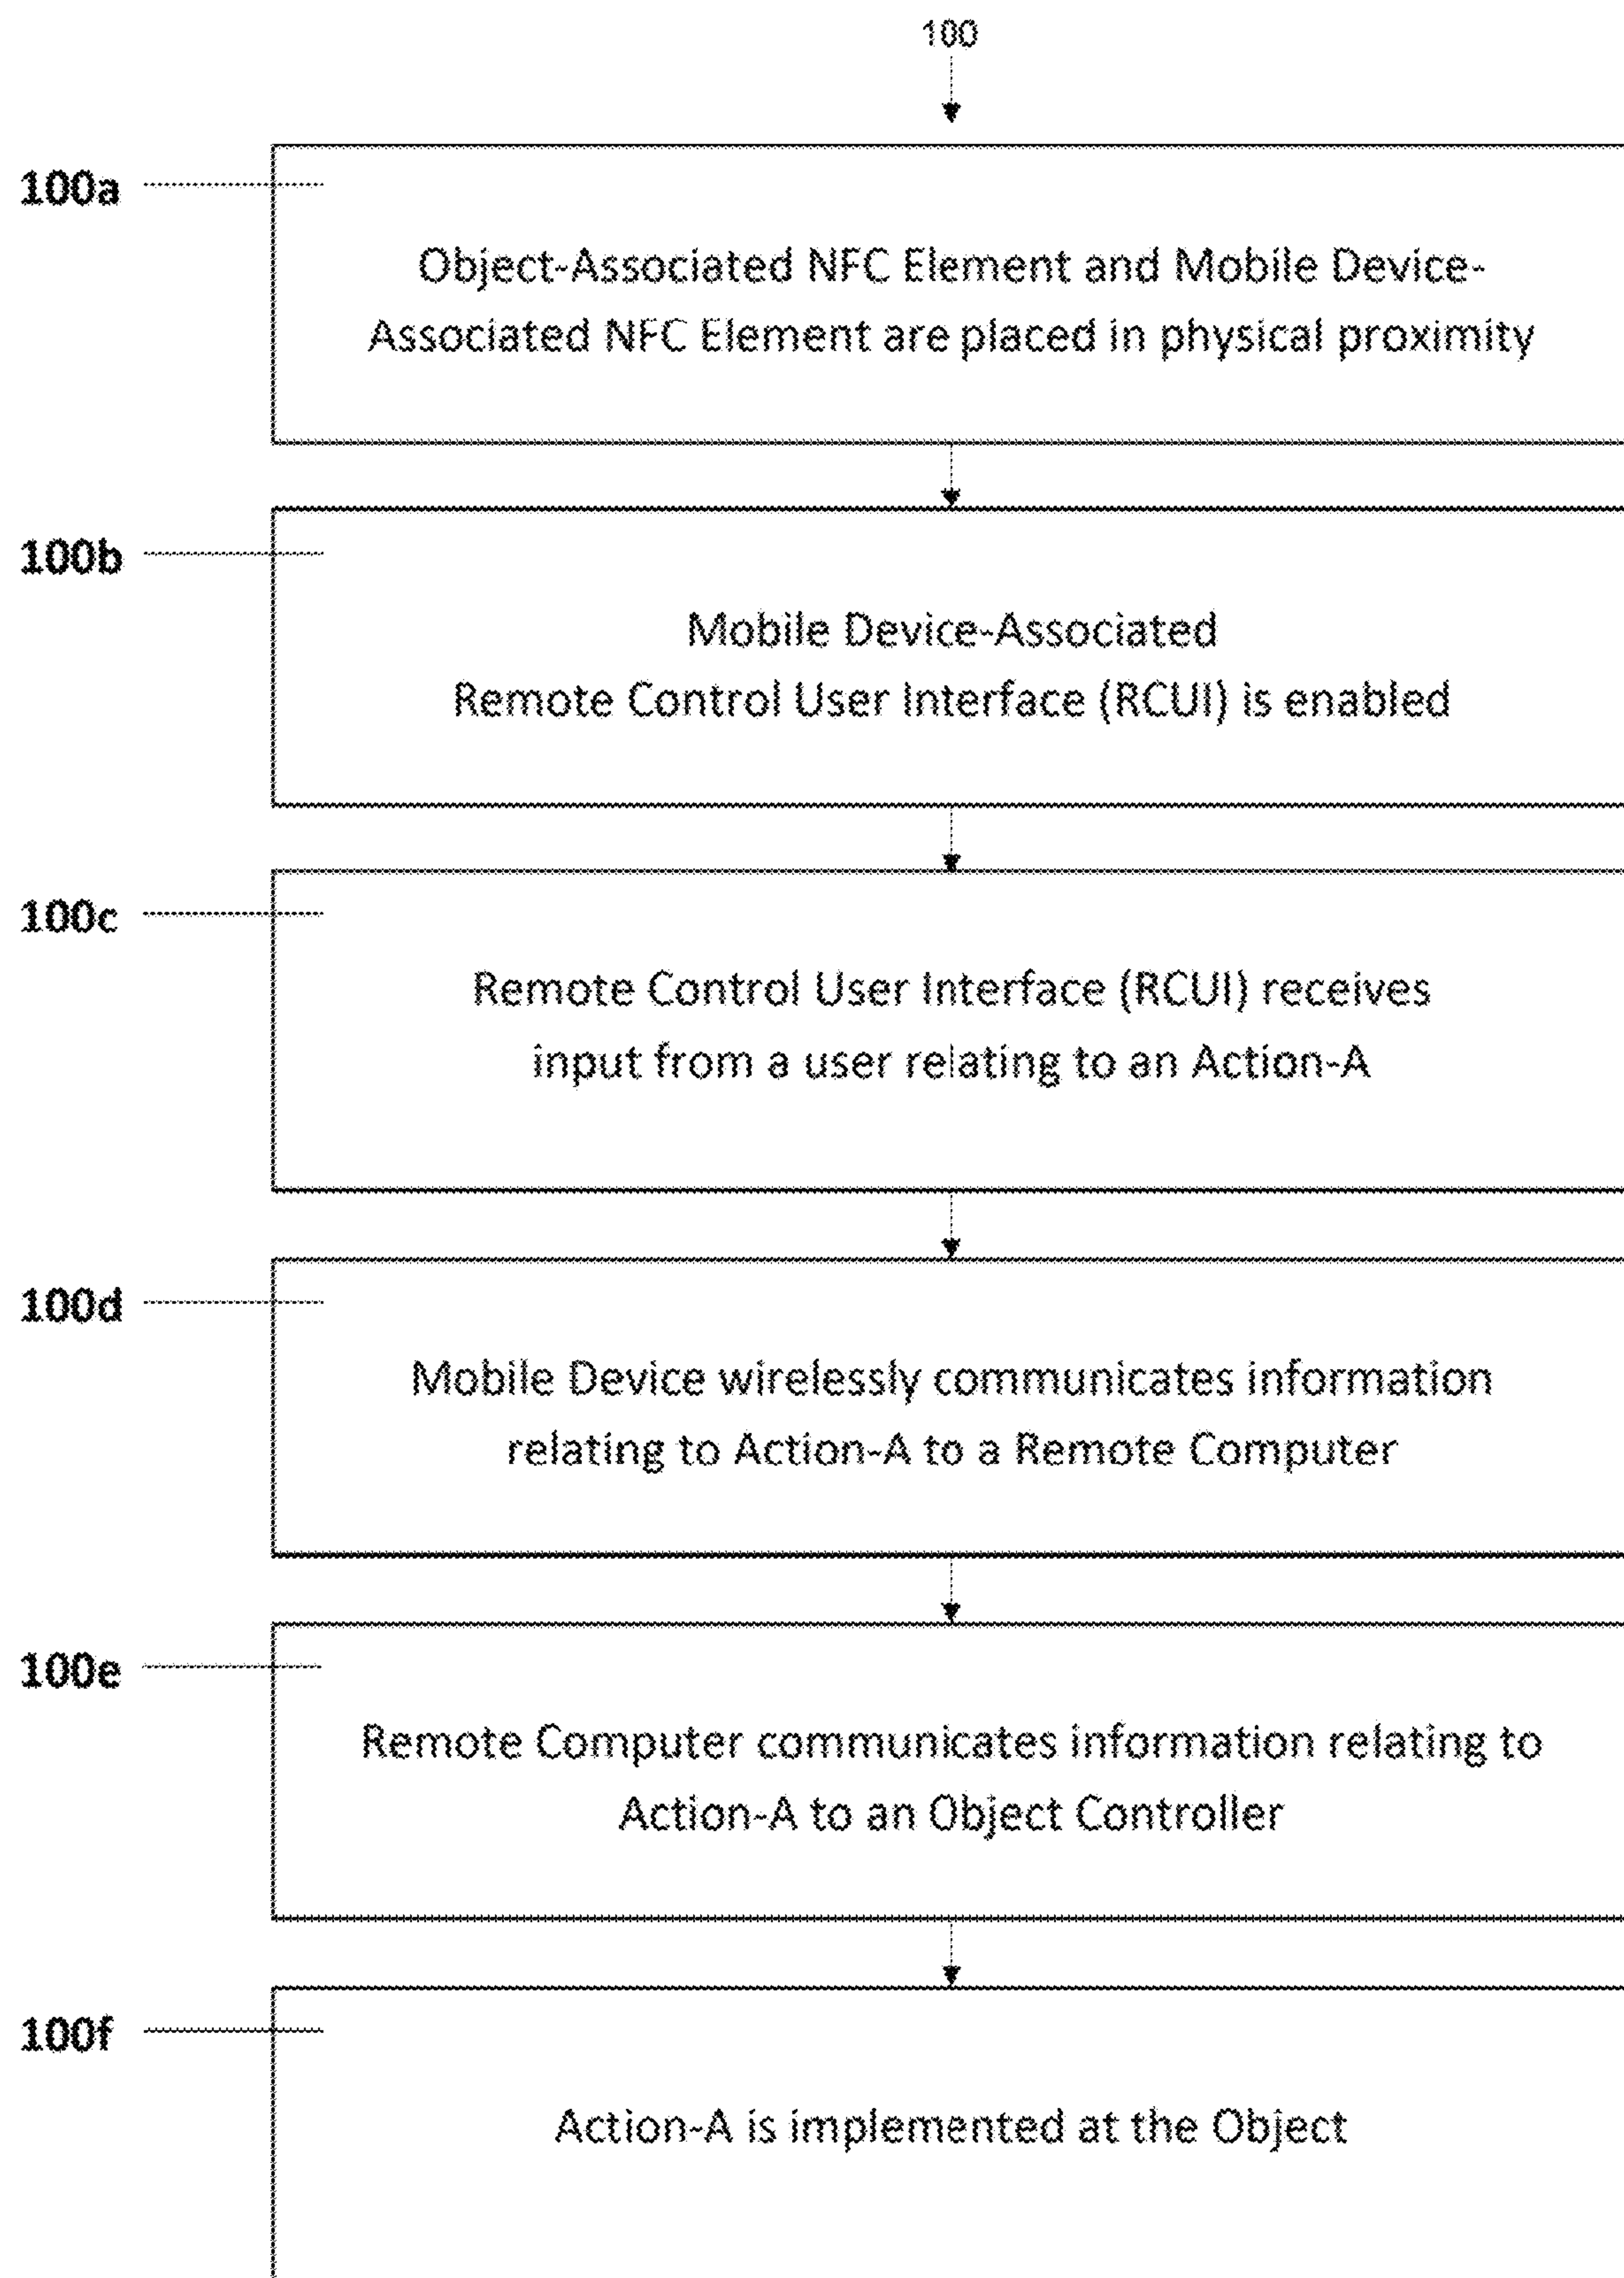 100
100a
Object-Associated NFC Element and Mobile Device-
Associated NFC Element are placed in physical proximity
100b
Mobile Device-Associated
Remote Control User Interface (RCUI) is enabled
100c
Remote Control User Interface (RCUI) receives
input from a user relating to an Action-A
100d
Mobile Device wirelessly communicates information
relating to Action-A to a Remote Computer
100e
Remote Computer communicates information relating to
Action-A to an Object Controller
100f
Action-A is implemented at the Object